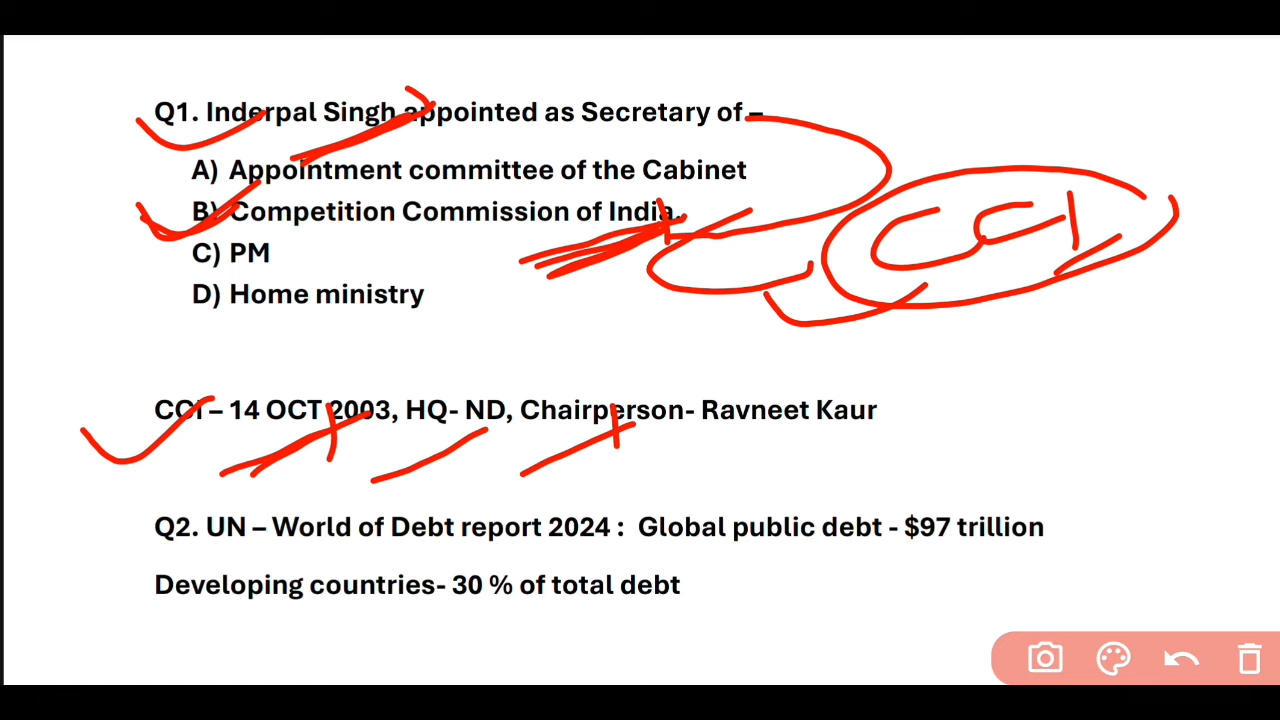 Q1. Inderpal Singh appointed as Secretary of –
A) Appointment committee of the Cabinet
B) Competition Commission of India.
C) PM
D) Home ministry
CCI
CCI – 14 OCT 2003, HQ- ND, Chairperson- Ravneet Kaur
Q2. UN – World of Debt report 2024 : Global public debt - $97 trillion
Developing countries- 30 % of total debt